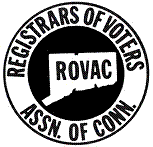 REGISTRARS OF VOTERS
ROVAC
ASSN. OF CONN.